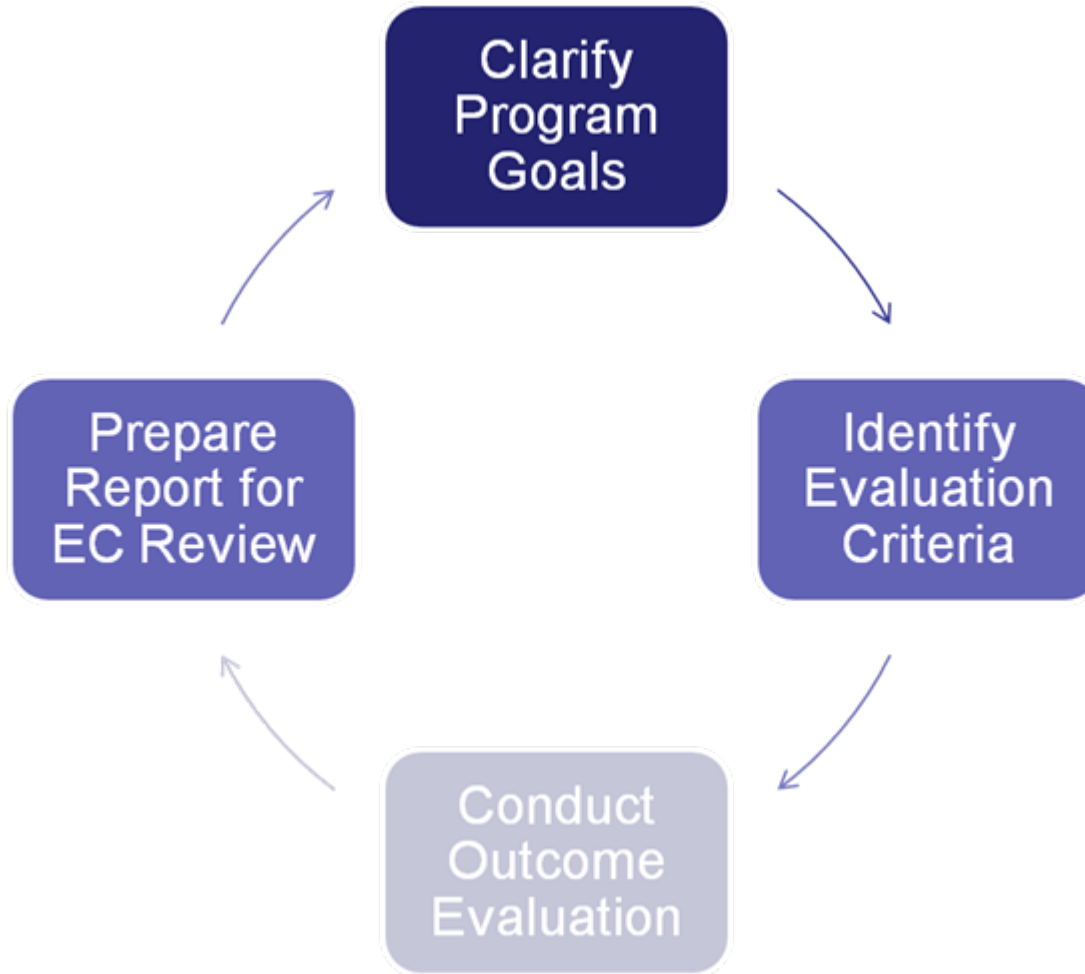 Clarify
Program
Goals
Prepare
Report for
EC Review
Identify
Evaluation
Criteria
Conduct
Outcome
Evaluation